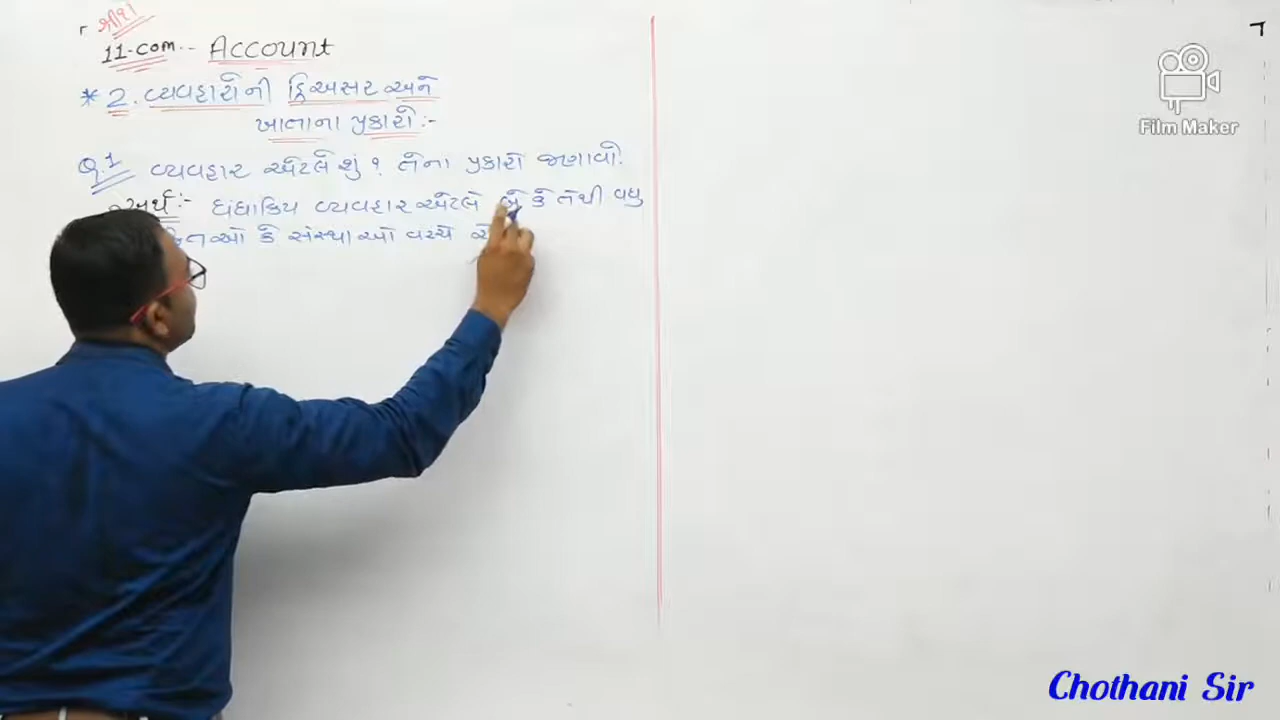 શ્રી૧ા
11-com.- Account
* 2. વ્યવહારોની દ્વિઅસર અને
ખાતાના પ્રકારો :-
Q.1 વ્યવહાર એટલે શું ? તેના પ્રકારો જણાવો.
અર્થ :- ધંધાકિય વ્યવહાર એટલે બે કે તેથી વધુ
કે સંસ્થાઓ વચ્ચે
Film Maker
Chothani Sir